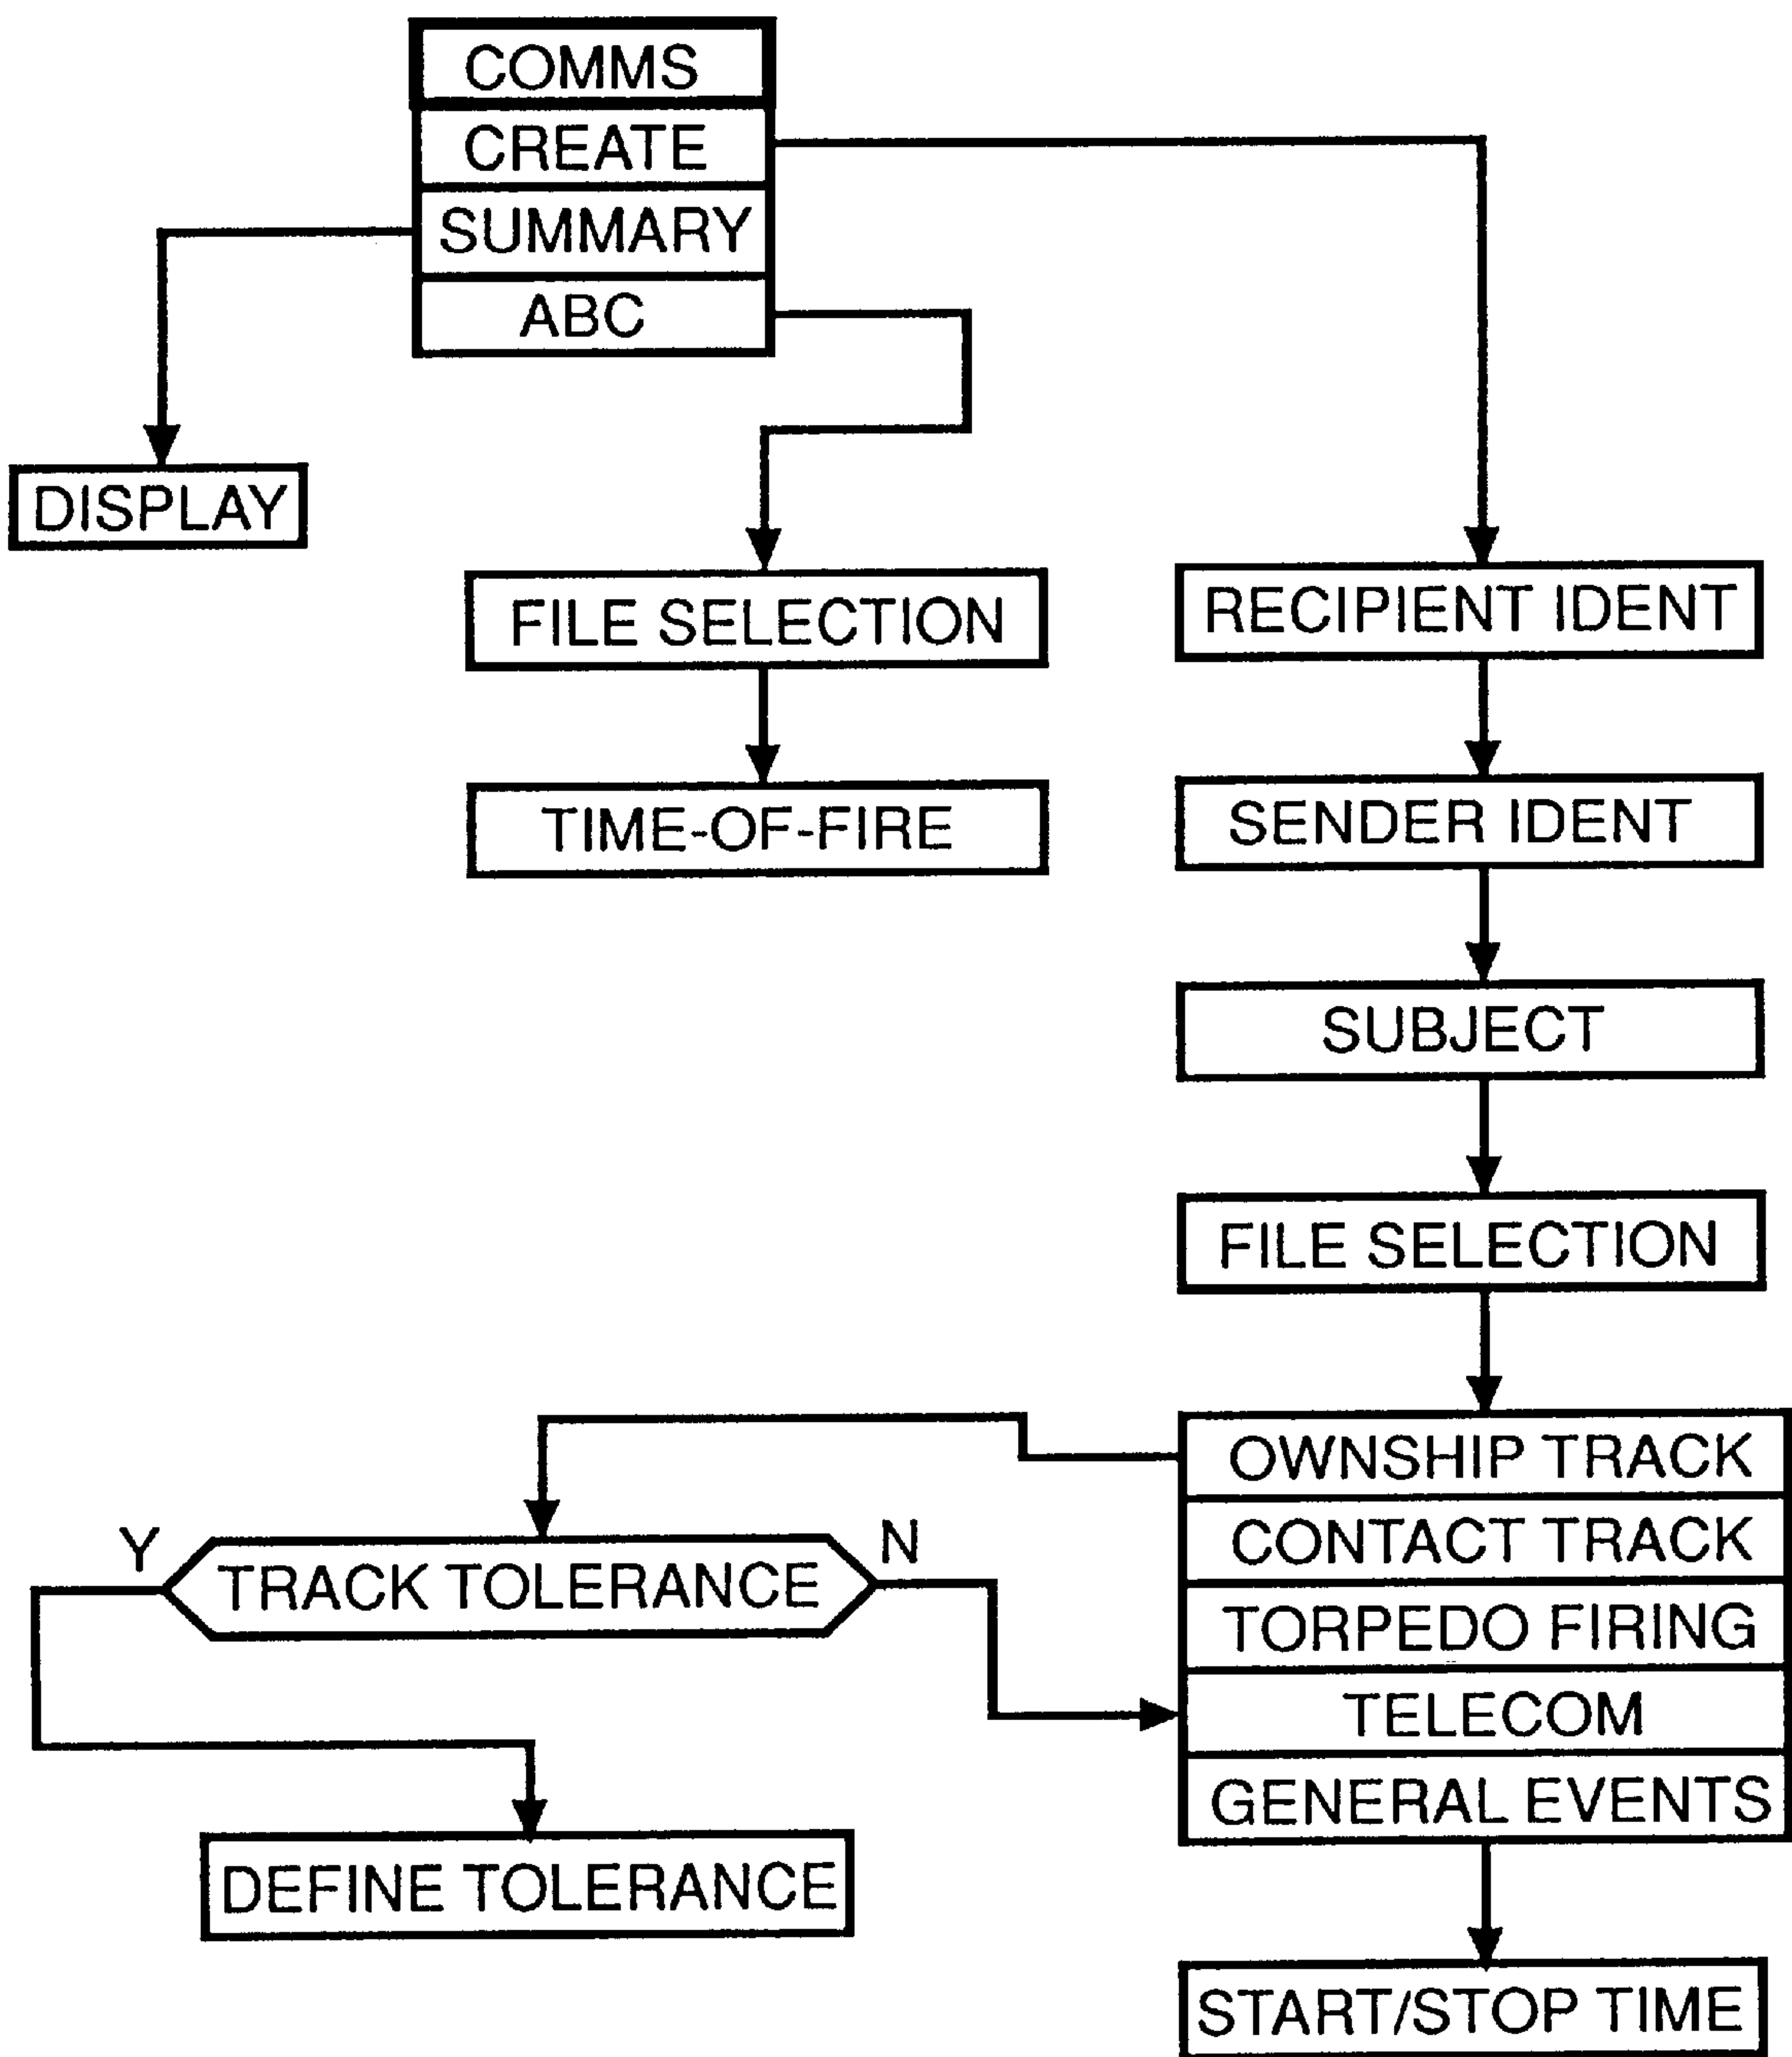 COMMS
CREATE
SUMMARY
ABC
DISPLAY
FILE SELECTION
TIME-OF-FIRE
RECIPIENT IDENT
SENDER IDENT
SUBJECT
FILE SELECTION
OWNSHIP TRACK
CONTACT TRACK
TORPEDO FIRING
TELECOM
GENERAL EVENTS
Y
TRACK TOLERANCE
N
DEFINE TOLERANCE
START/STOP TIME